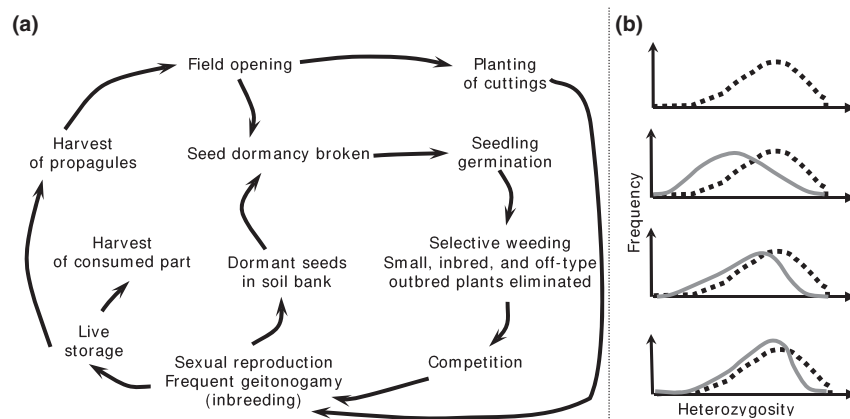 (a)
Field opening
Planting
of cuttings
Harvest
of propagules
Seed dormancy broken
Seedling
germination
Harvest
of consumed part
Dormant seeds
in soil bank
Selective weeding
Small, inbred, and off-type
outbred plants eliminated
Live
storage
Sexual reproduction
Frequent geitonogamy
(inbreeding)
Competition
(b)
Frequency
Heterozygosity